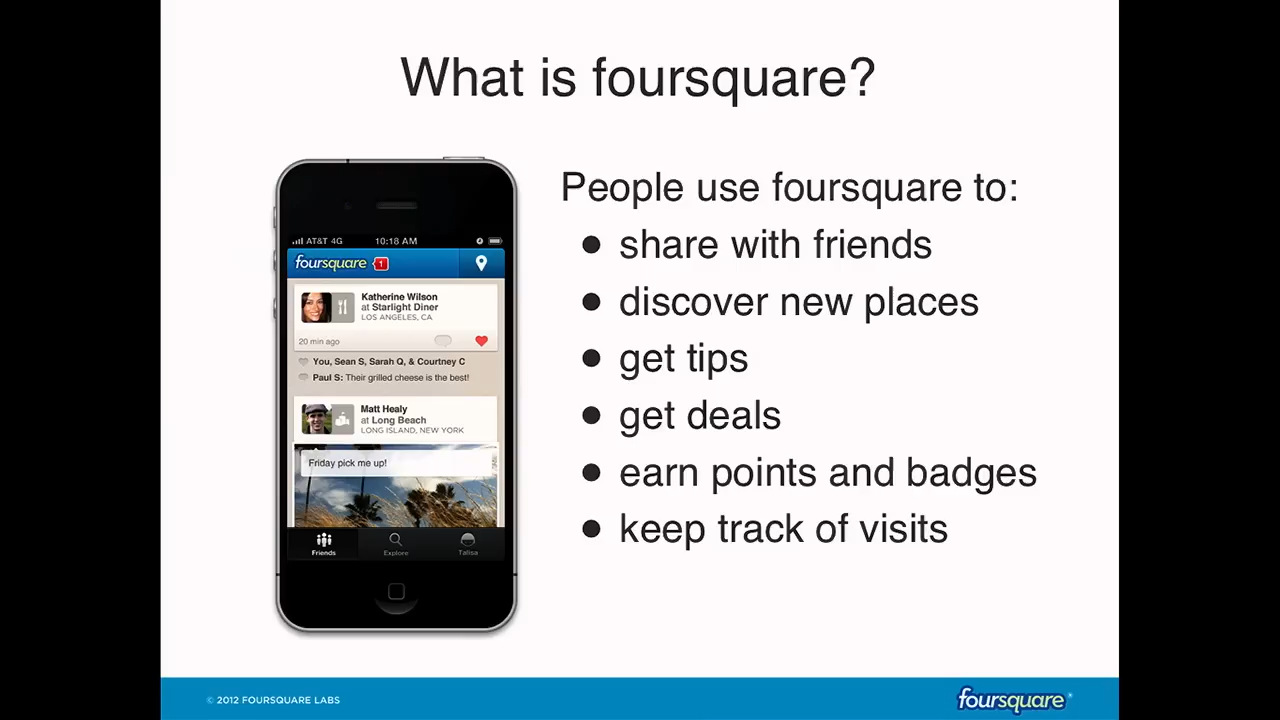 What is foursquare?
People use foursquare to:
● share with friends
● discover new places
● get tips
● get deals
● earn points and badges
● keep track of visits
AT&T 4G 10:18 AM
foursquare 1
Katherine Wilson
at Starlight Diner
LOS ANGELES, CA
20 min ago
You, Sean S, Sarah Q, & Courtney C
Paul S: Their grilled cheese is the best!
Matt Healy
at Long Beach
LONG ISLAND, NEW YORK
Friday pick me up!
Friends Explore Talisa
© 2012 FOURSQUARE LABS
foursquare®